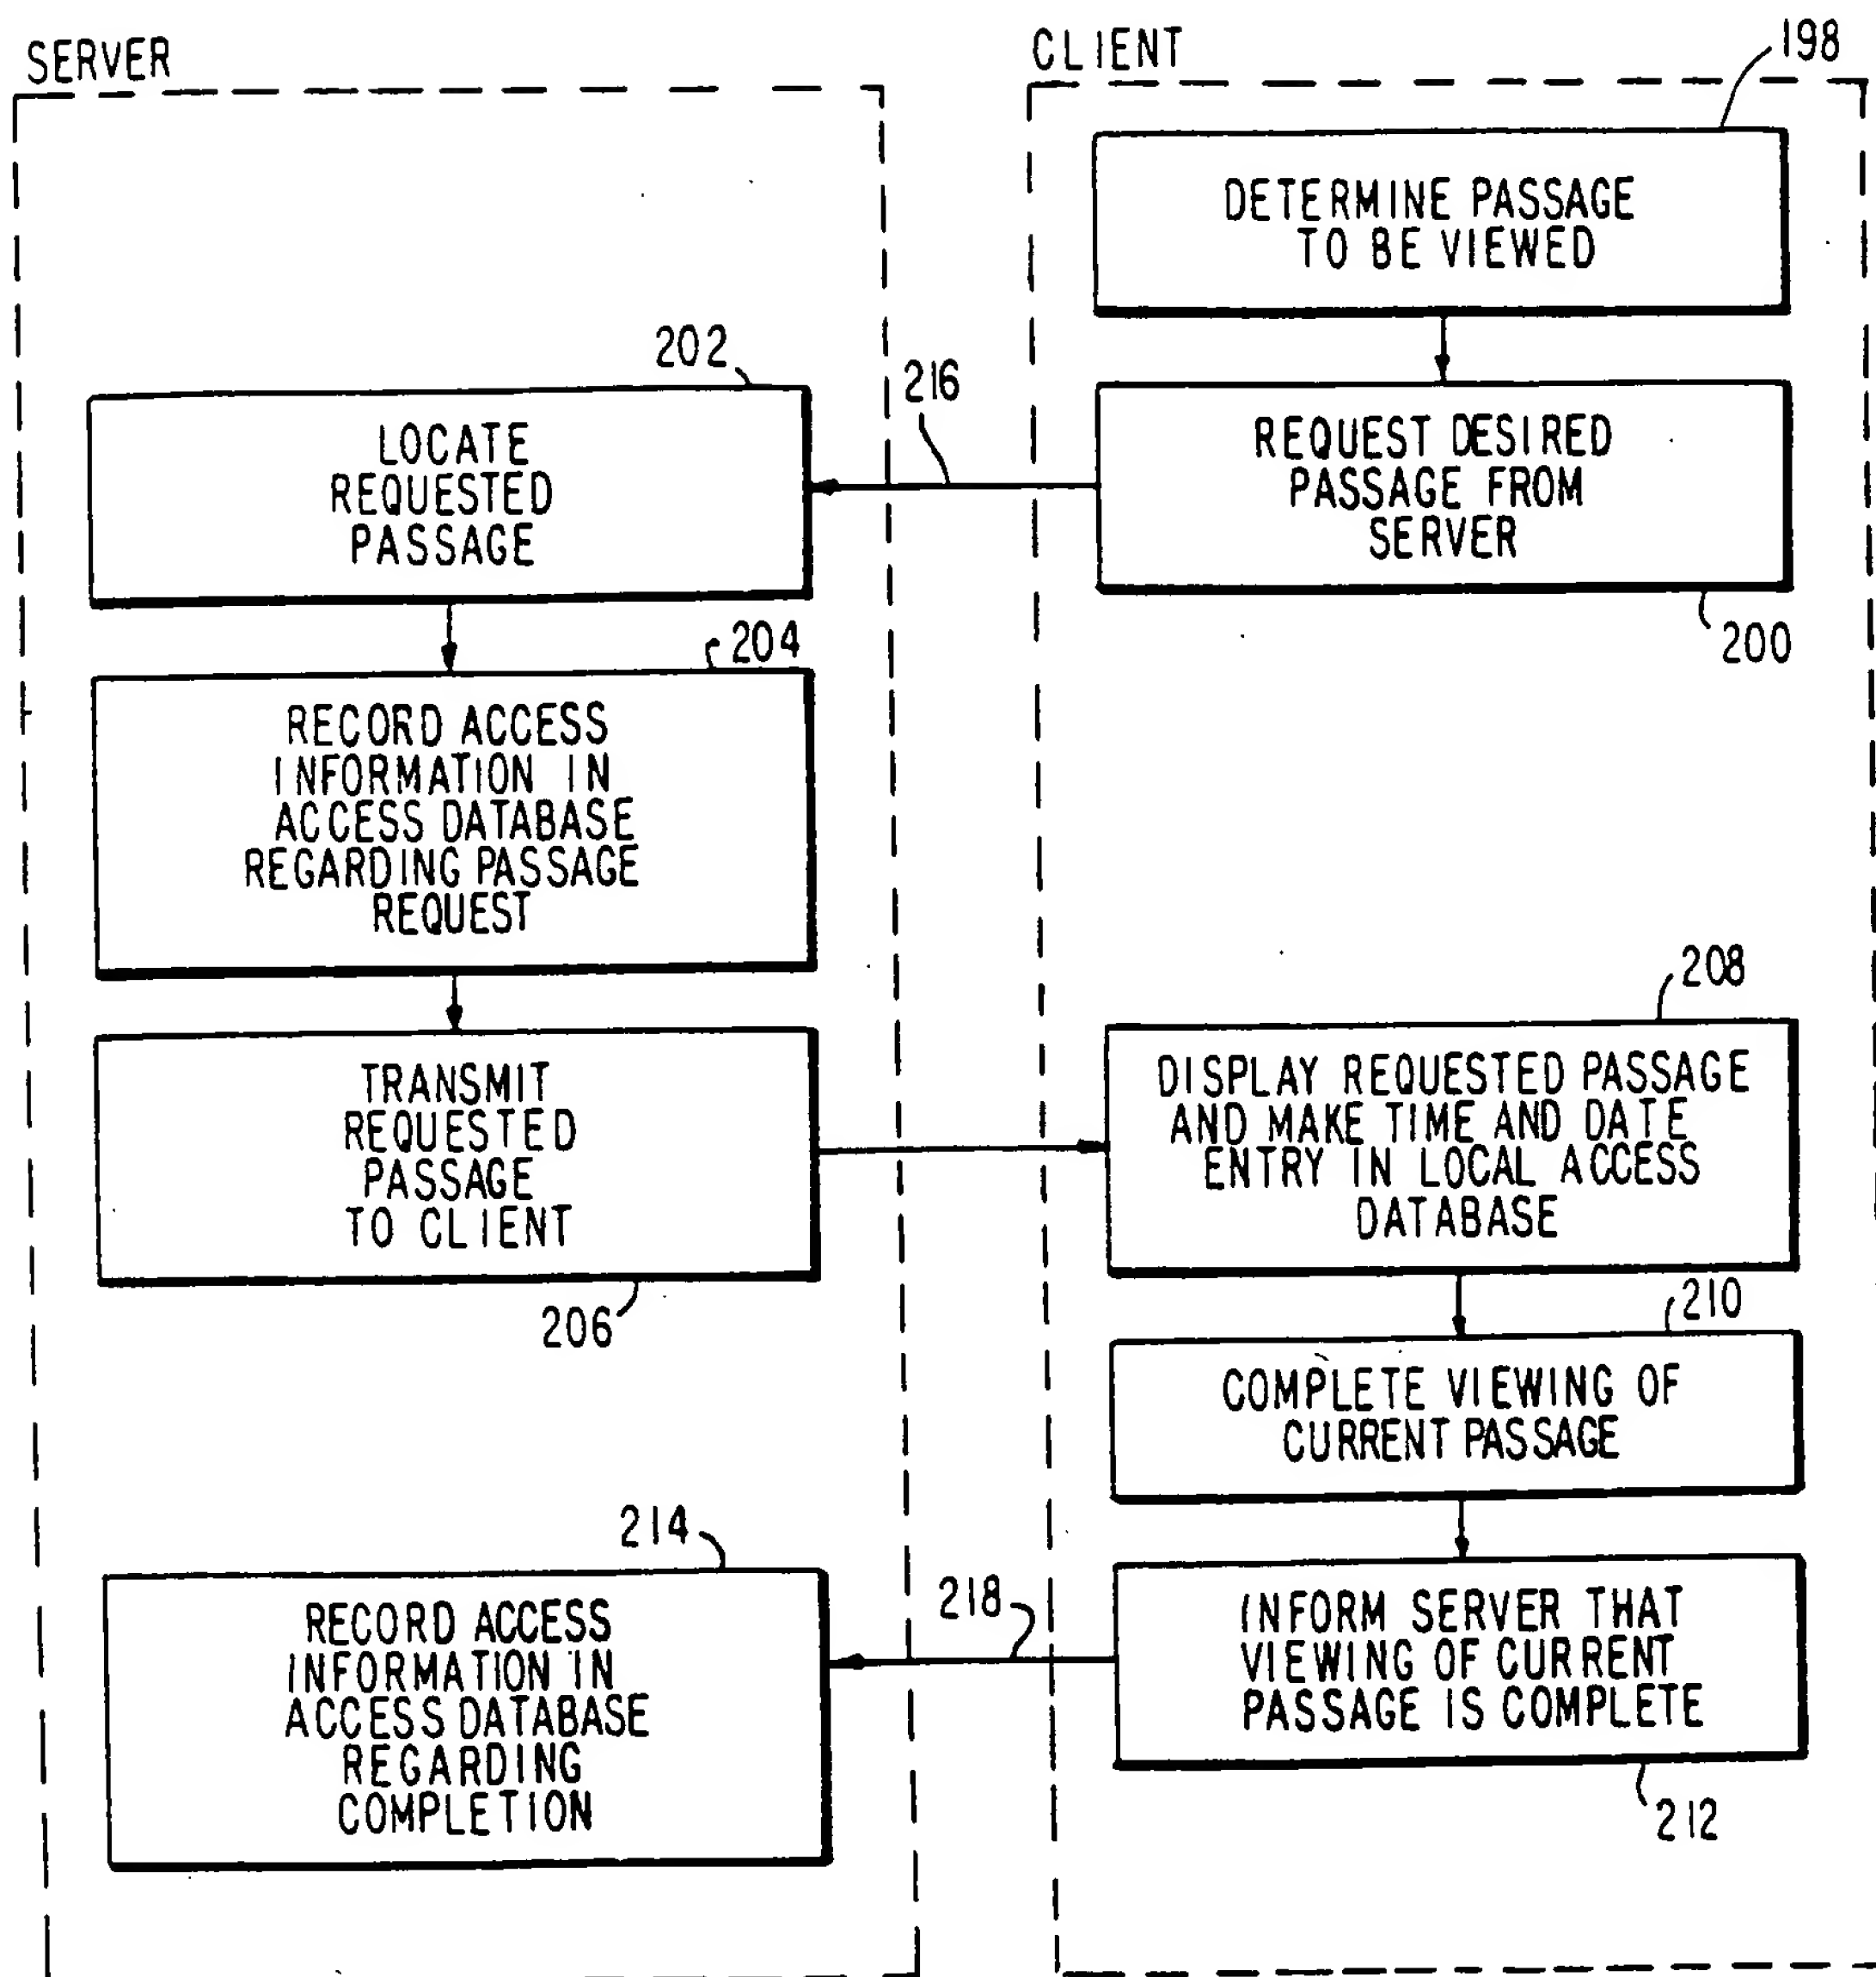 SERVER
CLIENT
198
DETERMINE PASSAGE
TO BE VIEWED
202
216
LOCATE
REQUESTED
PASSAGE
REQUEST DESIRED
PASSAGE FROM
SERVER
200
204
RECORD ACCESS
INFORMATION IN
ACCESS DATABASE
REGARDING PASSAGE
REQUEST
TRANSMIT
REQUESTED
PASSAGE
TO CLIENT
206
208
DISPLAY REQUESTED PASSAGE
AND MAKE TIME AND DATE
ENTRY IN LOCAL ACCESS
DATABASE
210
COMPLETE VIEWING OF
CURRENT PASSAGE
214
218
RECORD ACCESS
INFORMATION IN
ACCESS DATABASE
REGARDING
COMPLETION
INFORM SERVER THAT
VIEWING OF CURRENT
PASSAGE IS COMPLETE
212